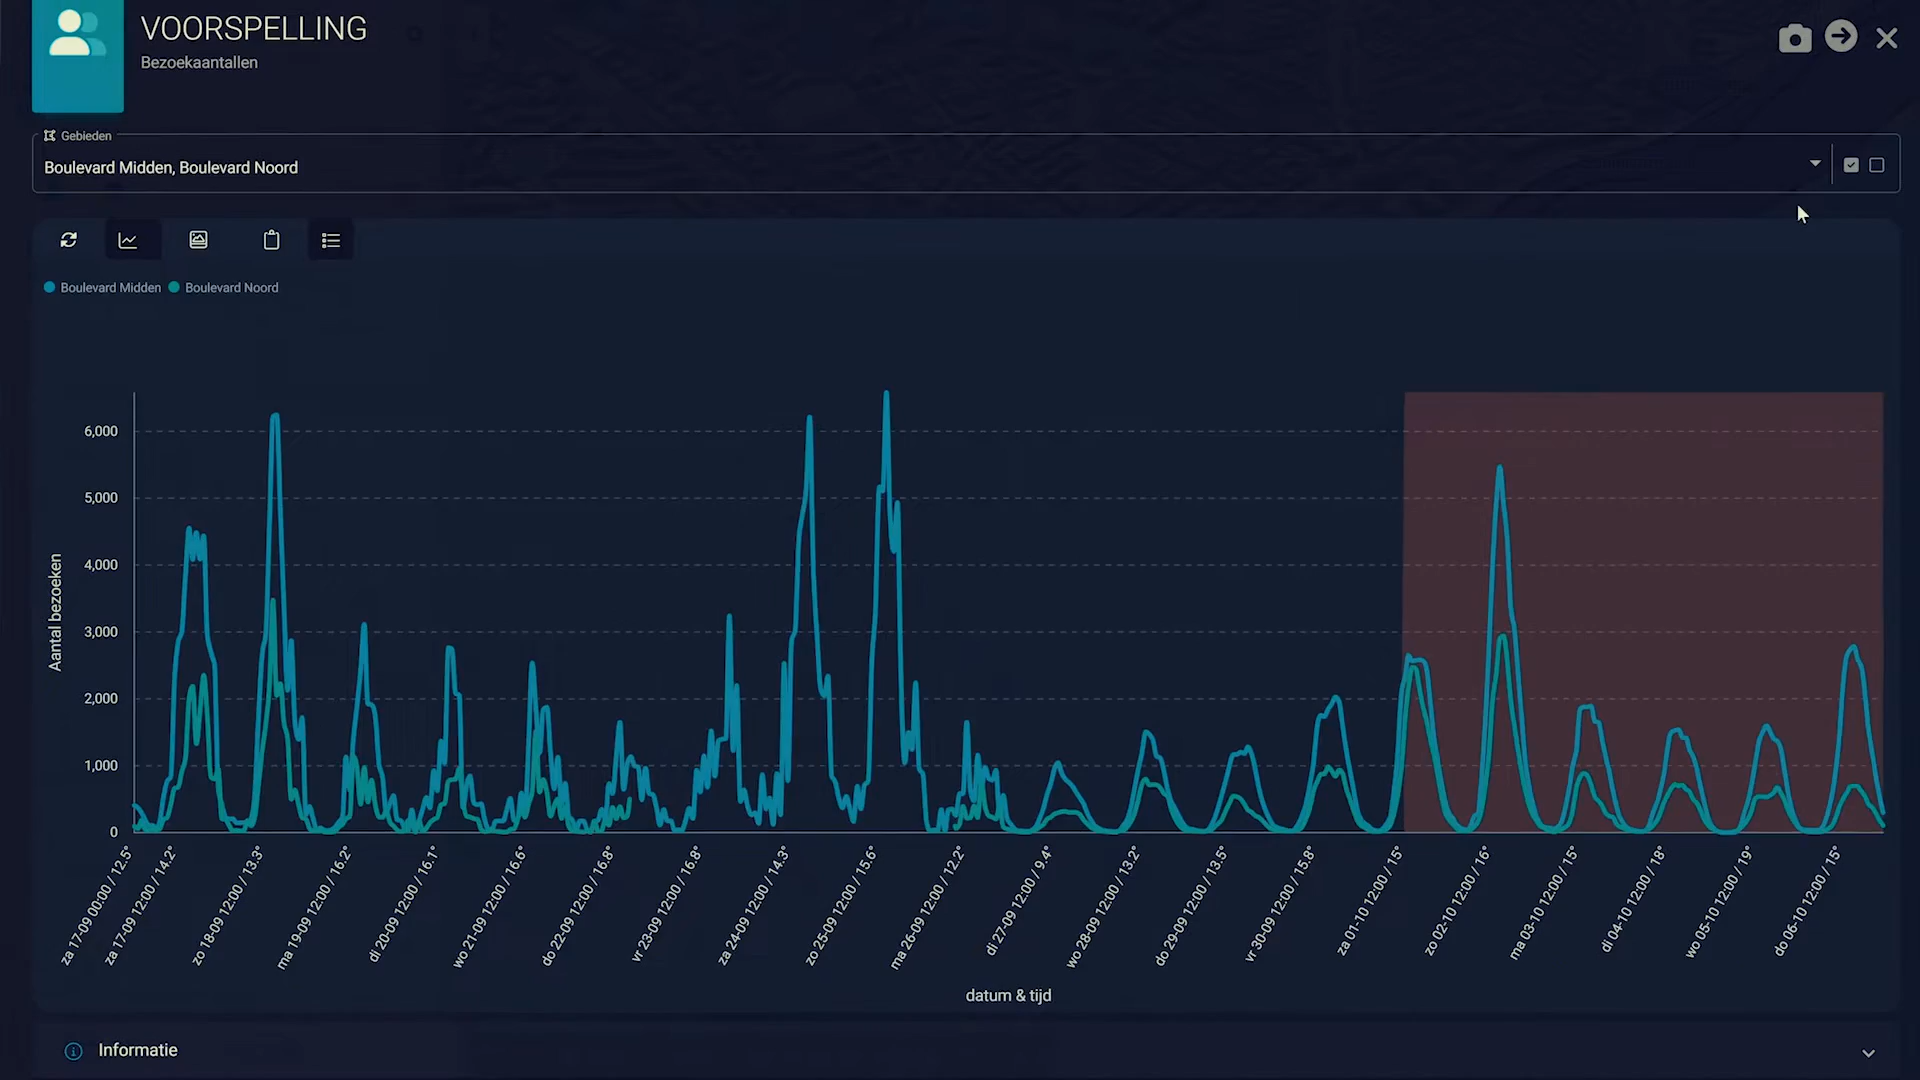 VOORSPELLING
Bezoekaantallen
Gebieden
Boulevard Midden, Boulevard Noord
Boulevard Midden Boulevard Noord
6,000
5,000
4,000
3,000
2,000
1,000
0
Aantal bezoeken
za 17-09 00:00 / 12.5°
za 17-09 12:00 / 14.2°
zo 18-09 12:00 / 13.3°
ma 19-09 12:00 / 16.2°
di 20-09 12:00 / 16.1°
wo 21-09 12:00 / 16.6°
do 22-09 12:00 / 16.8°
vr 23-09 12:00 / 16.8°
za 24-09 12:00 / 14.3°
zo 25-09 12:00 / 15.6°
ma 26-09 12:00 / 12.2°
di 27-09 12:00 / 9.4°
wo 28-09 12:00 / 13.2°
do 29-09 12:00 / 13.5°
vr 30-09 12:00 / 15.8°
za 01-10 12:00 / 15°
zo 02-10 12:00 / 16°
ma 03-10 12:00 / 15°
di 04-10 12:00 / 18°
wo 05-10 12:00 / 19°
do 06-10 12:00 / 15°
datum & tijd
Informatie